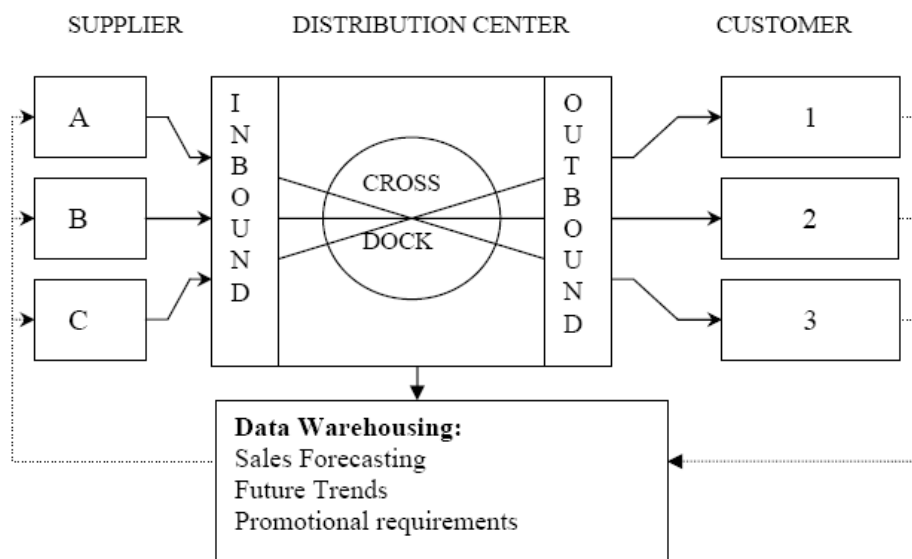 SUPPLIER DISTRIBUTION CENTER CUSTOMER
A
B
C
INBOUND
CROSS
DOCK
OUTBOUND
1
2
3
Data Warehousing:
Sales Forecasting
Future Trends
Promotional requirements